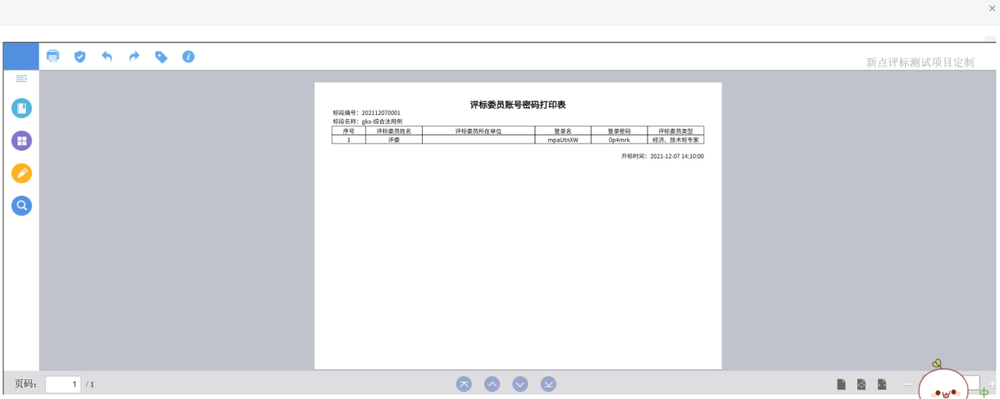 新点评标测试项目定制
评标委员账号密码打印表
标段编号：202112070001
标段名称：gkx-综合法用例
序号 评标委员姓名 评标委员所在单位 登录名 登录密码 评标委员类型
1 评委 mpaUtnXW 0p4mrk 经济、技术标专家
开标时间：2021-12-07 14:10:00
页码： 1 / 1
中